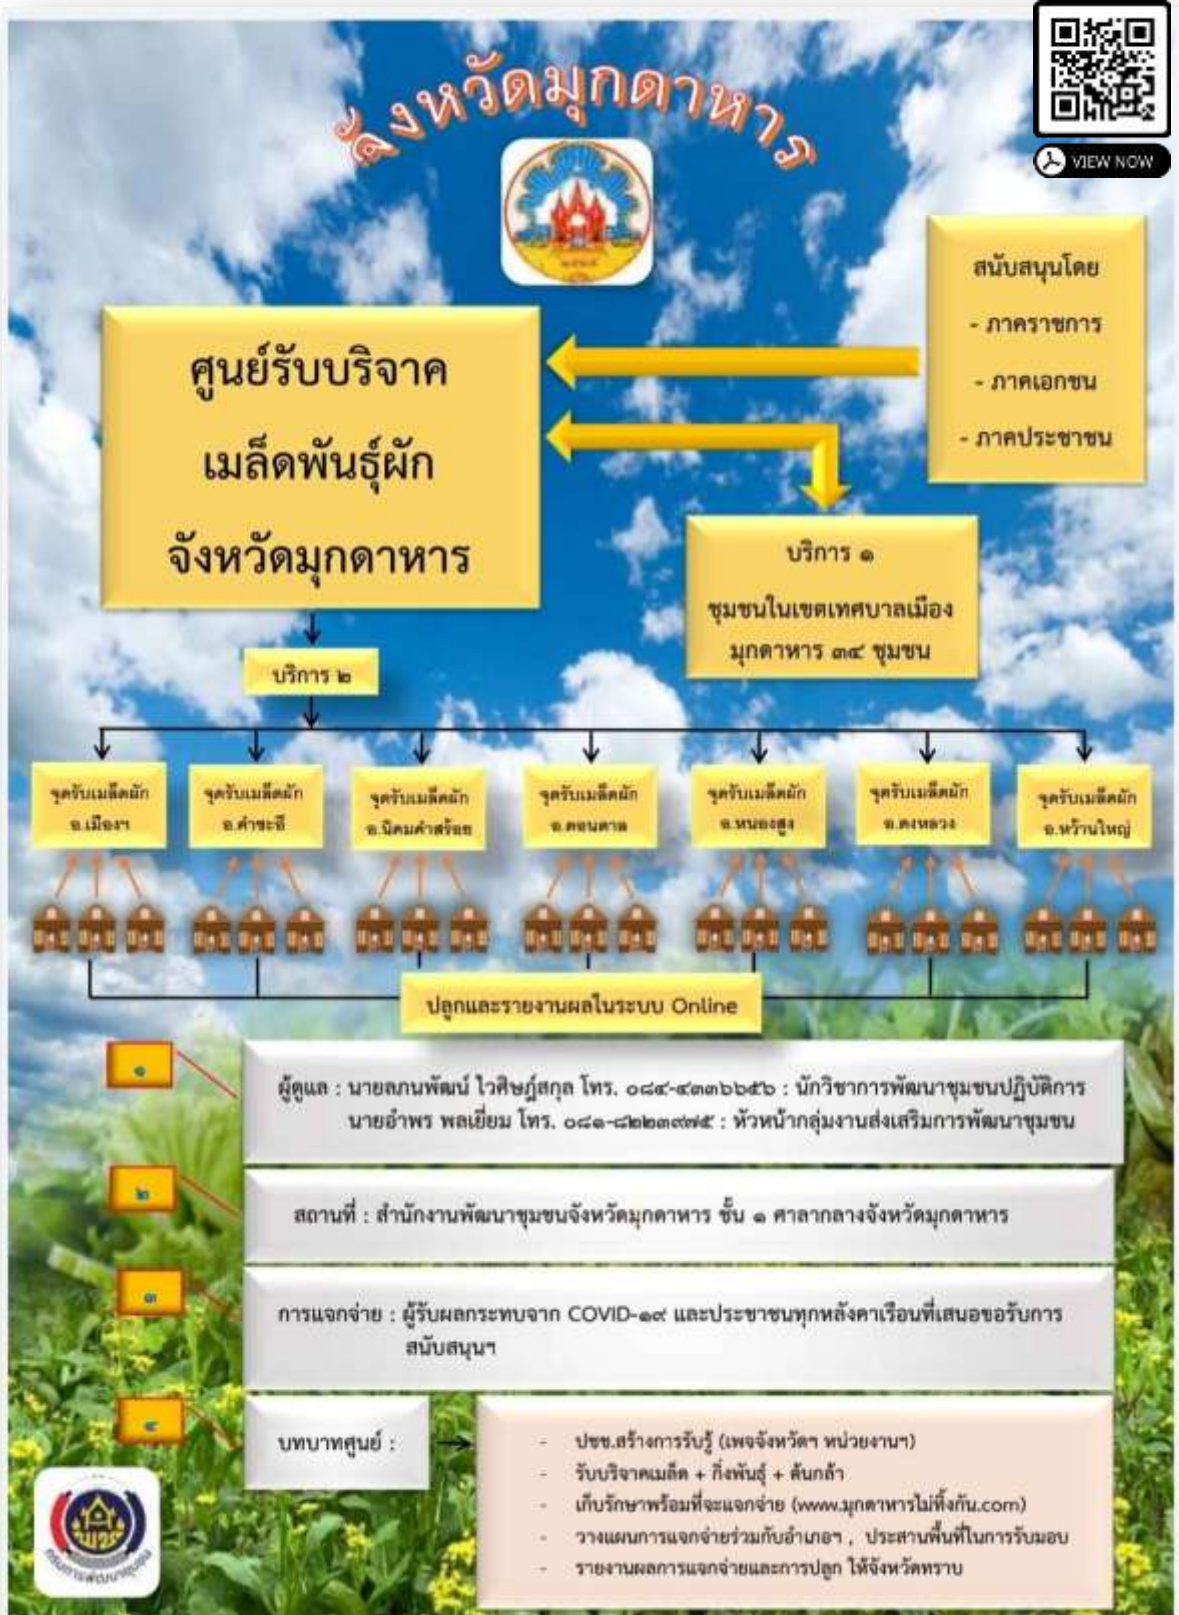 จังหวัดมุกดาหาร
VIEW NOW
สนับสนุนโดย
- ภาคราชการ
- ภาคเอกชน
- ภาคประชาชน
ศูนย์รับบริจาค
เมล็ดพันธุ์ผัก
จังหวัดมุกดาหาร
บริการ ๑
ชุมชนในเขตเทศบาลเมือง
มุกดาหาร ๓๔ ชุมชน
บริการ ๒
จุดรับเมล็ดผัก
อ.เมืองฯ
จุดรับเมล็ดผัก
อ.คำชะอี
จุดรับเมล็ดผัก
อ.นิคมคำสร้อย
จุดรับเมล็ดผัก
อ.ดอนตาล
จุดรับเมล็ดผัก
อ.หนองสูง
จุดรับเมล็ดผัก
อ.ดงหลวง
จุดรับเมล็ดผัก
อ.หว้านใหญ่
ปลูกและรายงานผลในระบบ Online
๑
ผู้ดูแล : นายลภนพัฒน์ ไวศิษฎ์สกุล โทร. ๐๘๔-๔๓๓๖๖๕๖ : นักวิชาการพัฒนาชุมชนปฏิบัติการ
นายอำพร พลเยี่ยม โทร. ๐๘๑-๘๒๒๓๙๗๕ : หัวหน้ากลุ่มงานส่งเสริมการพัฒนาชุมชน
๒
สถานที่ : สำนักงานพัฒนาชุมชนจังหวัดมุกดาหาร ชั้น ๑ ศาลากลางจังหวัดมุกดาหาร
๓
การแจกจ่าย : ผู้รับผลกระทบจาก COVID-๑๙ และประชาชนทุกหลังคาเรือนที่เสนอขอรับการ
สนับสนุนฯ
๔
บทบาทศูนย์ :
- ปชช.สร้างการรับรู้ (เพจจังหวัดฯ หน่วยงานฯ)
- รับบริจาคเมล็ด + กิ่งพันธุ์ + ต้นกล้า
- เก็บรักษาพร้อมที่จะแจกจ่าย (www.มุกดาหารไม่ทิ้งกัน.com)
- วางแผนการแจกจ่ายร่วมกับอำเภอฯ , ประสานพื้นที่ในการรับมอบ
- รายงานผลการแจกจ่ายและการปลูก ให้จังหวัดทราบ
พช
กรมการพัฒนาชุมชน